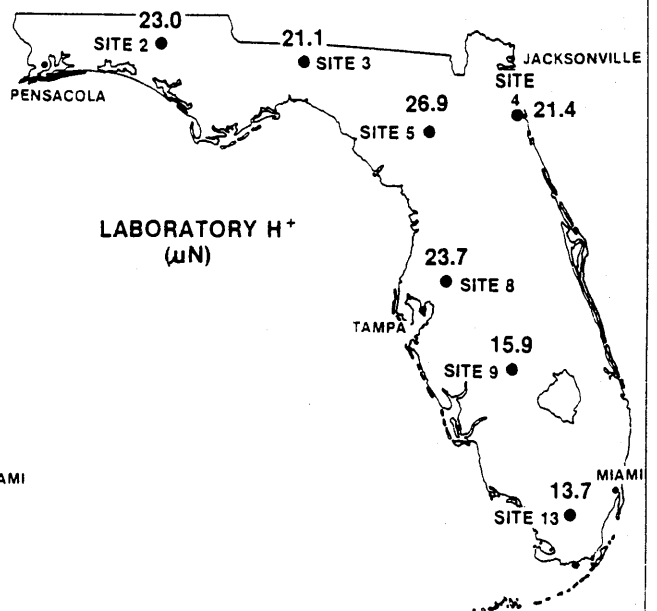 23.0
SITE 2
21.1
SITE 3
JACKSONVILLE
SITE
4 21.4
PENSACOLA
26.9
SITE 5
LABORATORY H⁺
(µN)
23.7
SITE 8
TAMPA
15.9
SITE 9
AMI
MIAMI
13.7
SITE 13